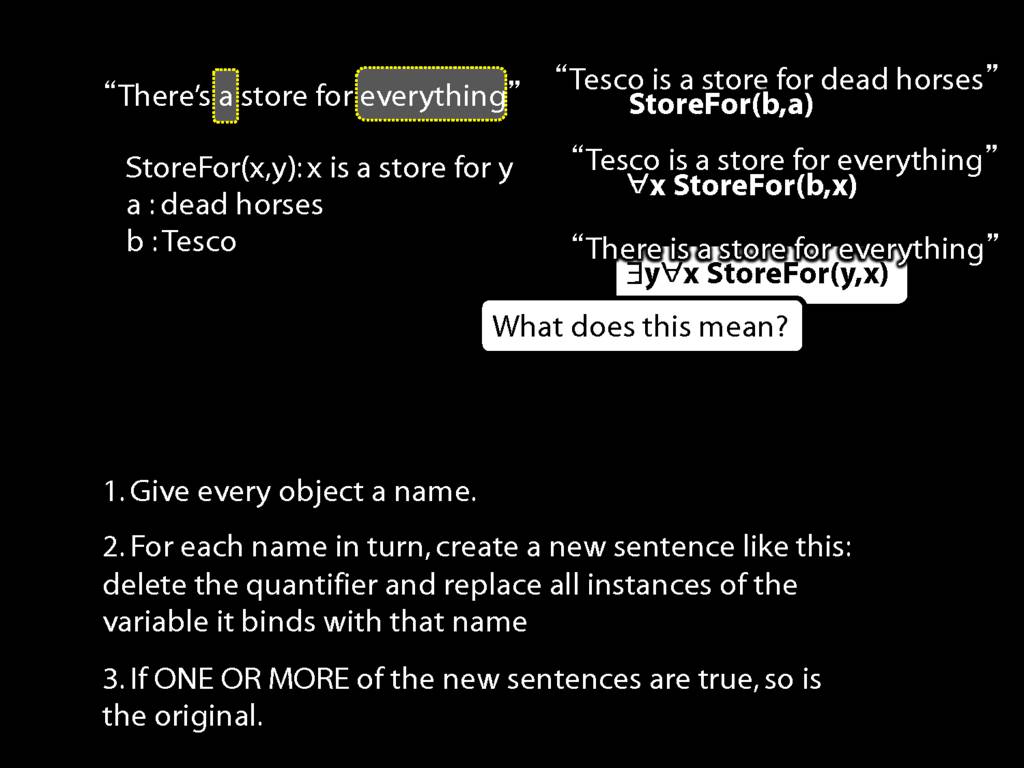 “There’s a store for everything”
StoreFor(x,y): x is a store for y
a : dead horses
b : Tesco
“Tesco is a store for dead horses”
StoreFor(b,a)
“Tesco is a store for everything”
∀x StoreFor(b,x)
“There is a store for everything”
∃y∀x StoreFor(y,x)
What does this mean?
1. Give every object a name.
2. For each name in turn, create a new sentence like this:
delete the quantifier and replace all instances of the
variable it binds with that name
3. If ONE OR MORE of the new sentences are true, so is
the original.